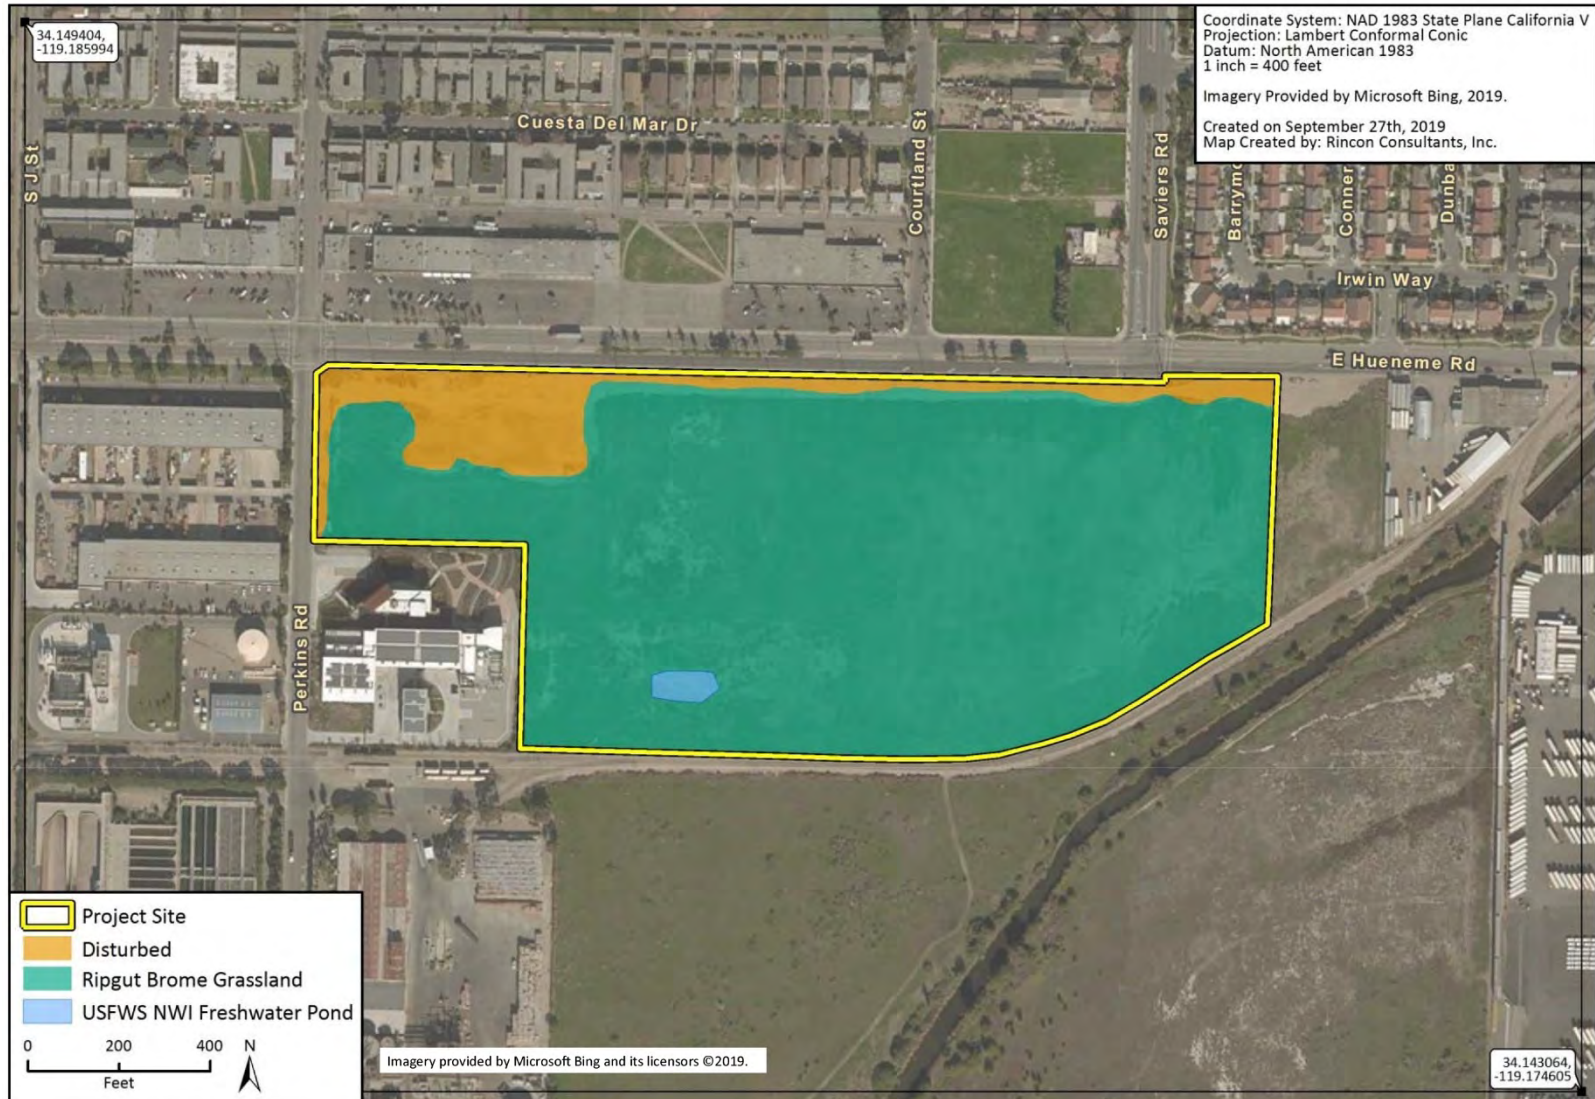 34.149404,
-119.185994
Coordinate System: NAD 1983 State Plane California V
Projection: Lambert Conformal Conic
Datum: North American 1983
1 inch = 400 feet
Imagery Provided by Microsoft Bing, 2019.
Created on September 27th, 2019
Map Created by: Rincon Consultants, Inc.
Cuesta Del Mar Dr
S J St
Courtland St
Saviers Rd
Barrymo
Conner
Dunba
Irwin Way
E Hueneme Rd
Perkins Rd
Project Site
Disturbed
Ripgut Brome Grassland
USFWS NWI Freshwater Pond
0 200 400 N
Feet
Imagery provided by Microsoft Bing and its licensors ©2019.
34.143064,
-119.174605